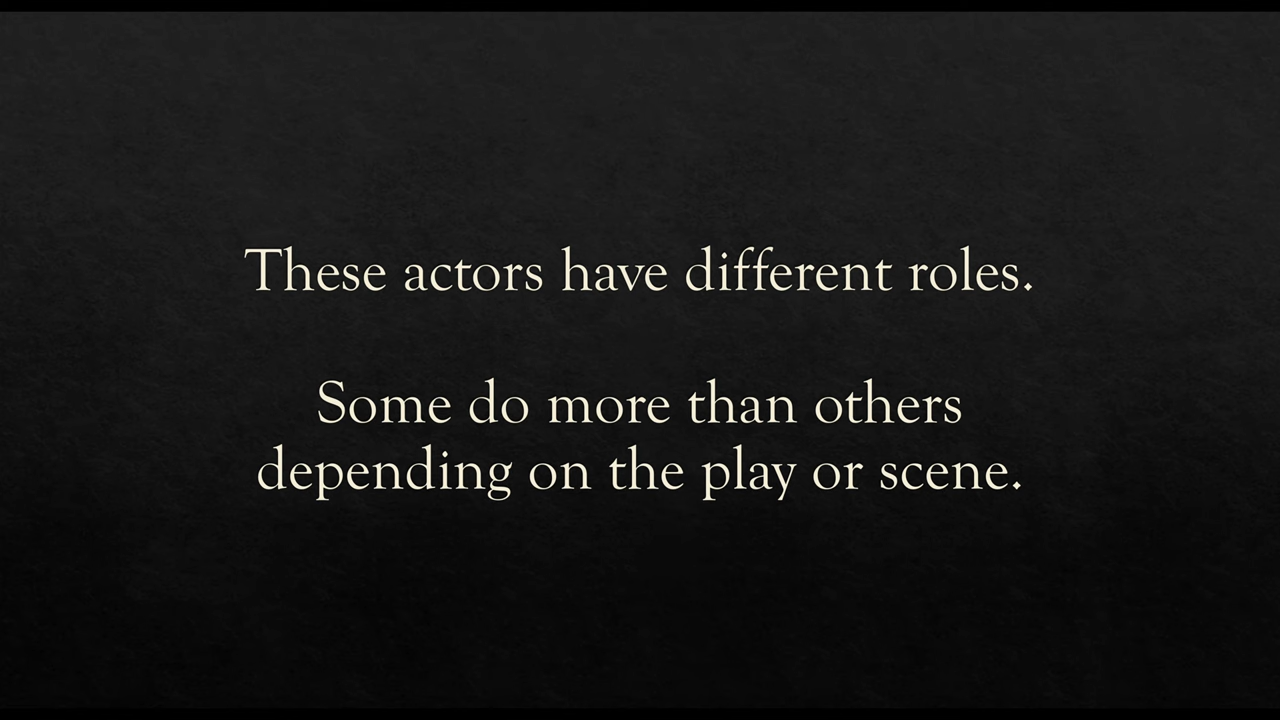 These actors have different roles.
Some do more than others
depending on the play or scene.